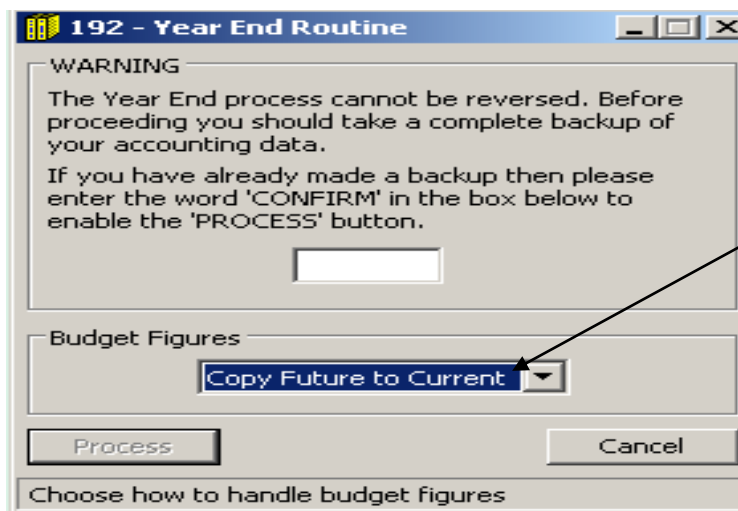 192 - Year End Routine
WARNING
The Year End process cannot be reversed. Before
proceeding you should take a complete backup of
your accounting data.
If you have already made a backup then please
enter the word 'CONFIRM' in the box below to
enable the 'PROCESS' button.
Budget Figures
Copy Future to Current
Process
Cancel
Choose how to handle budget figures